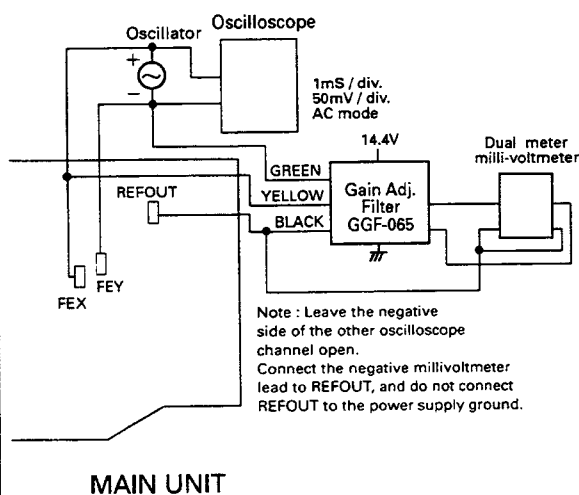 Oscilloscope
Oscillator
+
−
1mS / div.
50mV / div.
AC mode
14.4V
Dual meter
milli-voltmeter
GREEN
YELLOW
BLACK
Gain Adj.
Filter
GGF-065
REFOUT
FEX
FEY
Note : Leave the negative
side of the other oscilloscope
channel open.
Connect the negative millivoltmeter
lead to REFOUT, and do not connect
REFOUT to the power supply ground.
MAIN UNIT